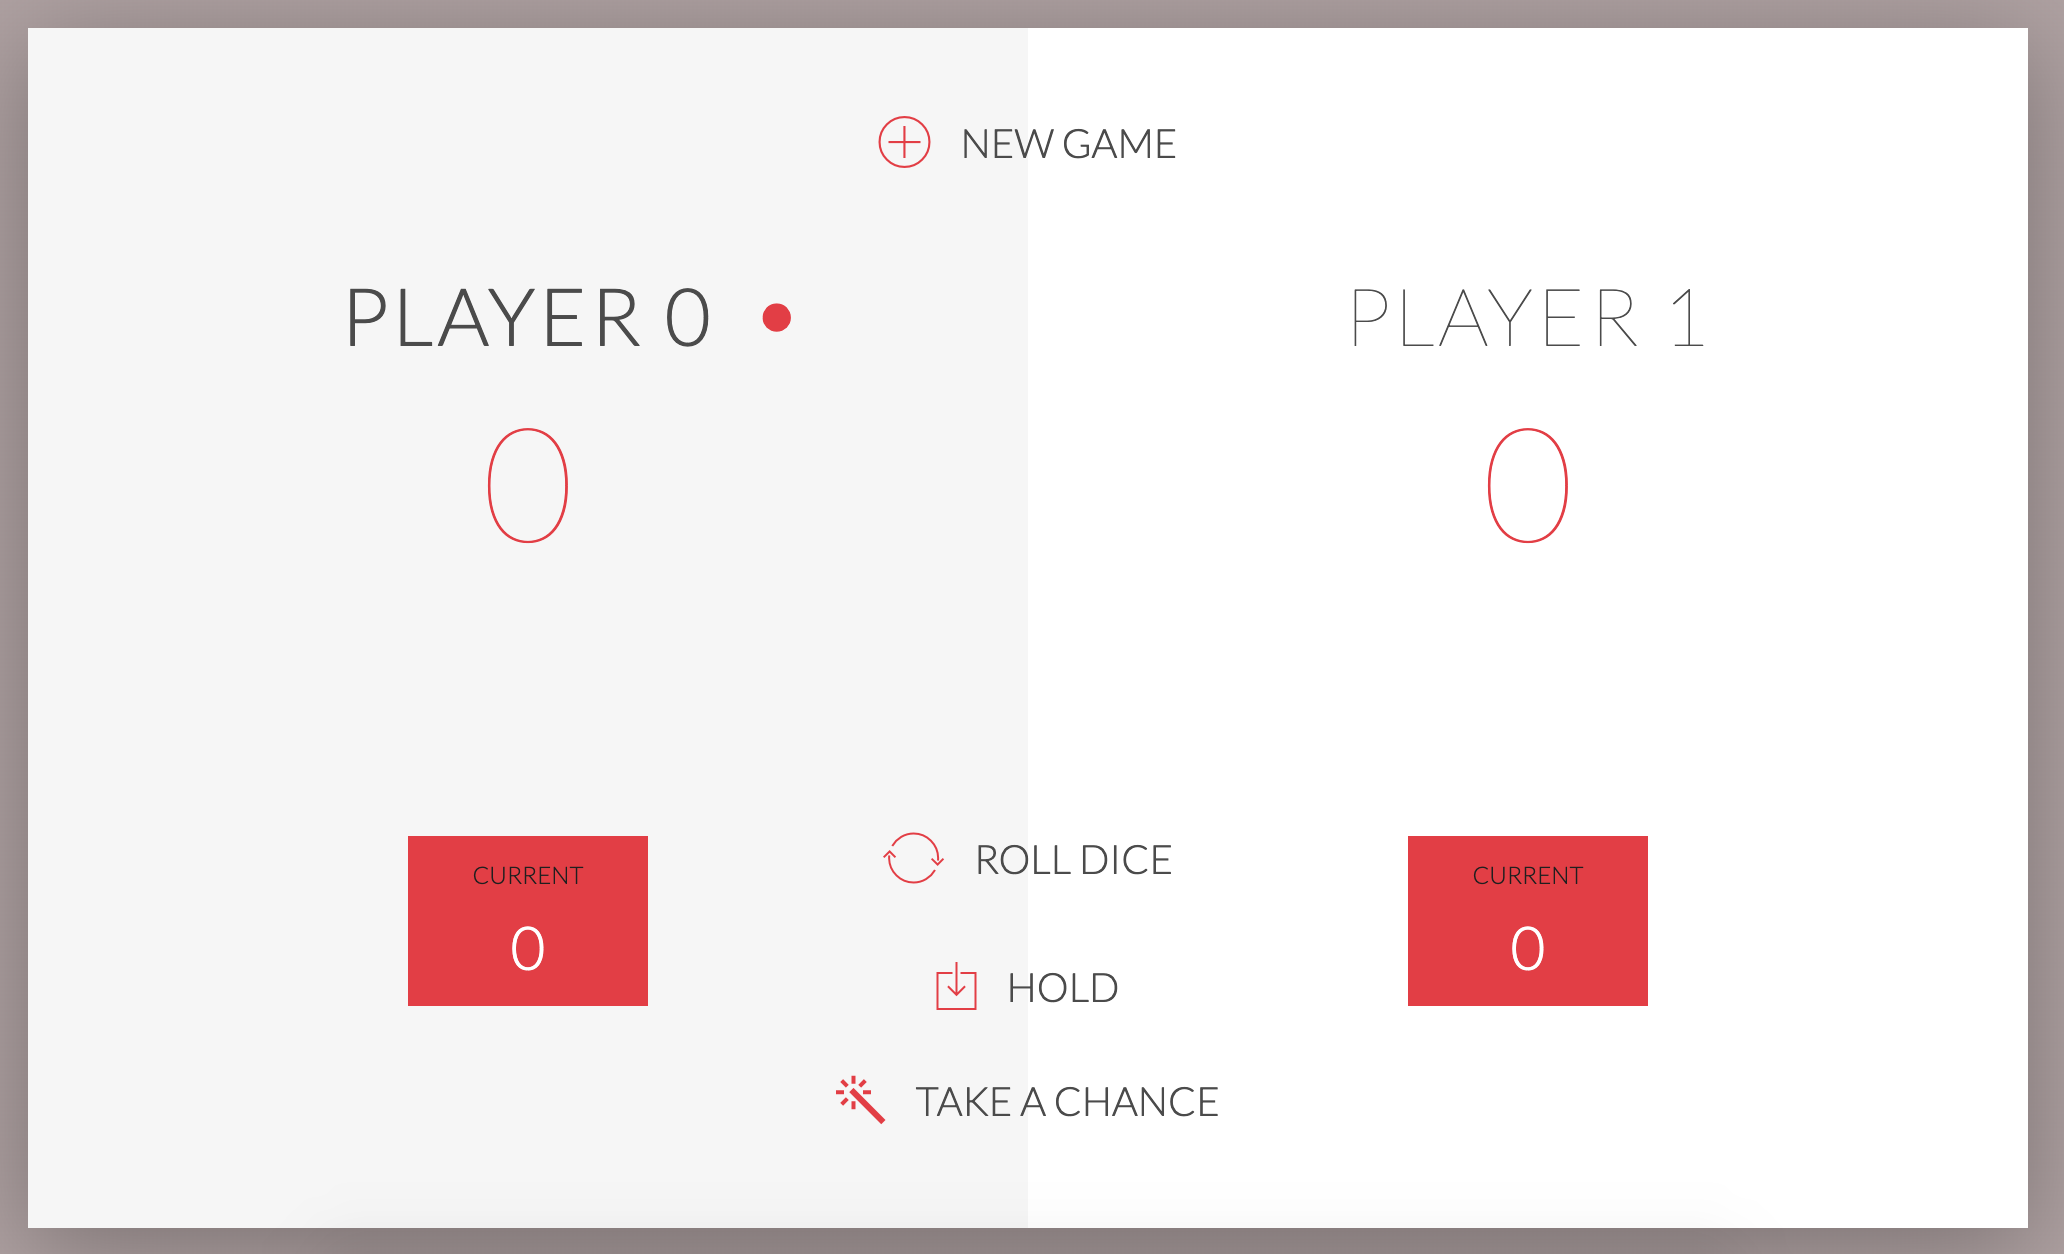 NEW GAME
PLAYER 0
PLAYER 1
0
0
CURRENT
0
ROLL DICE
HOLD
TAKE A CHANCE
CURRENT
0